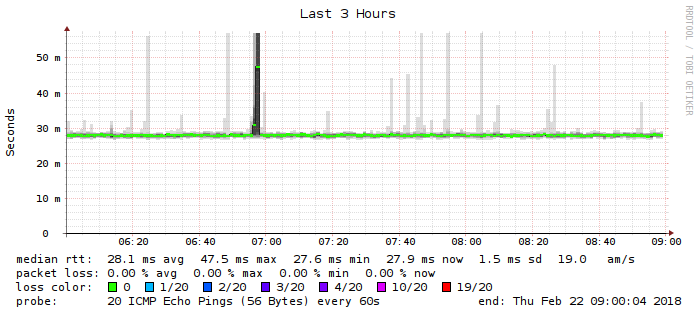 Last 3 Hours
RRDTOOL / TOBI OETIKER
Seconds
50 m
40 m
30 m
20 m
10 m
0
06:20 06:40 07:00 07:20 07:40 08:00 08:20 08:40 09:00
median rtt: 28.1 ms avg 47.5 ms max 27.6 ms min 27.9 ms now 1.5 ms sd 19.0 am/s
packet loss: 0.00 % avg 0.00 % max 0.00 % min 0.00 % now
loss color: 0 1/20 2/20 3/20 4/20 10/20 19/20
probe: 20 ICMP Echo Pings (56 Bytes) every 60s end: Thu Feb 22 09:00:04 2018